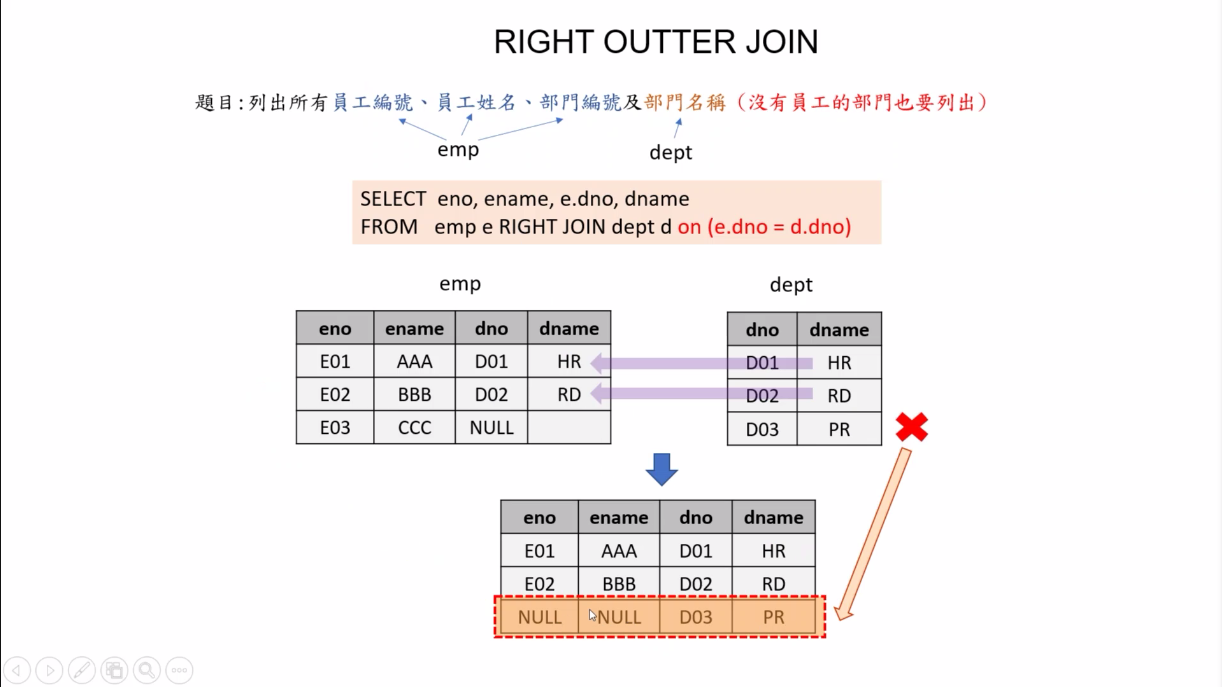 RIGHT OUTTER JOIN
題目:列出所有員工編號、員工姓名、部門編號及部門名稱（沒有員工的部門也要列出）
emp
dept
SELECT eno, ename, e.dno, dname
FROM emp e RIGHT JOIN dept d on (e.dno = d.dno)
emp
eno ename dno dname
E01 AAA D01 HR
E02 BBB D02 RD
E03 CCC NULL
dept
dno dname
D01 HR
D02 RD
D03 PR
eno ename dno dname
E01 AAA D01 HR
E02 BBB D02 RD
NULL NULL D03 PR